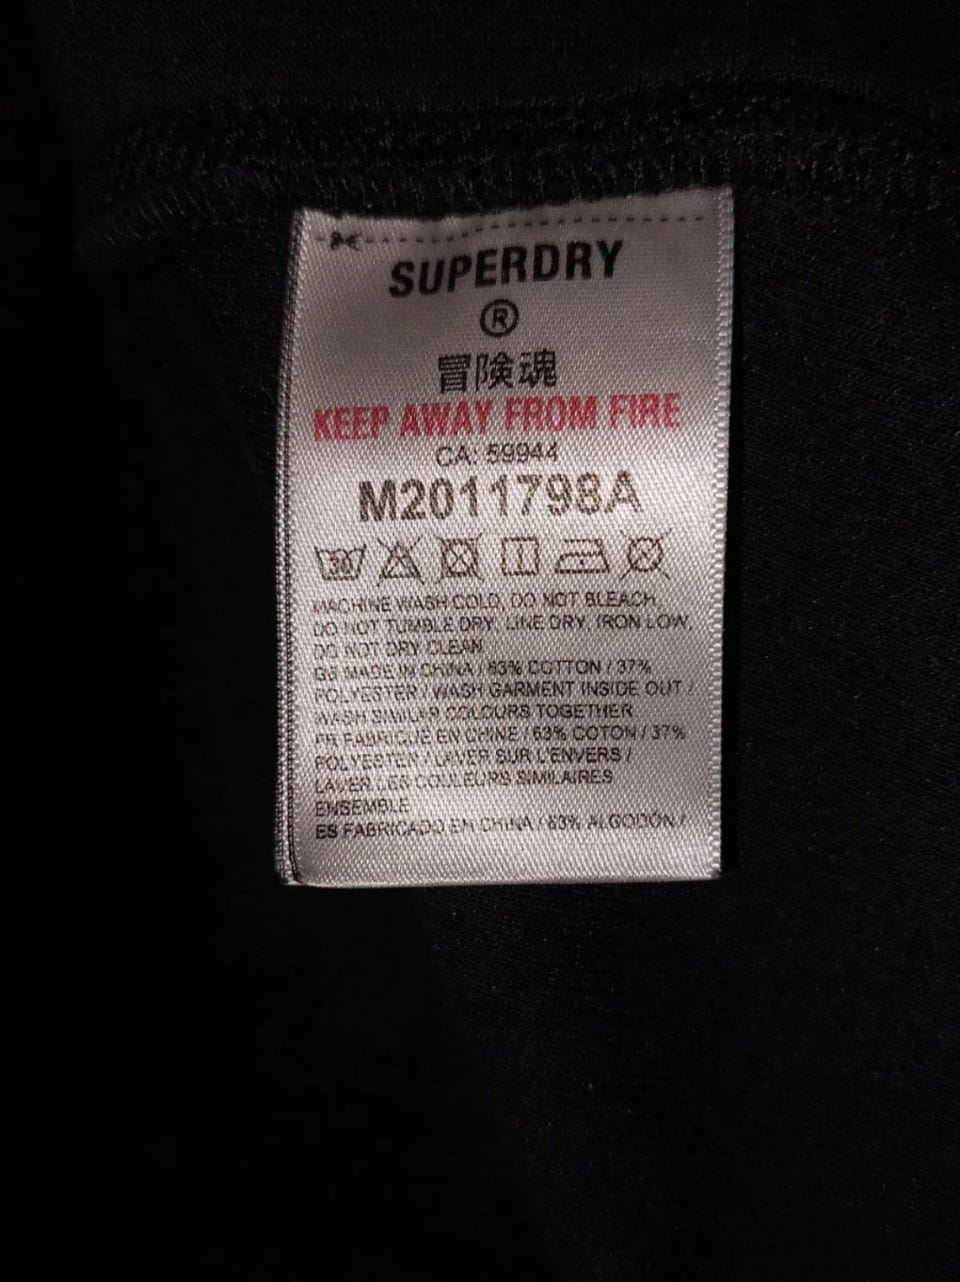 SUPERDRY
®
冒険魂
KEEP AWAY FROM FIRE
CA: 59944
M2011798A
30
MACHINE WASH COLD, DO NOT BLEACH,
DO NOT TUMBLE DRY, LINE DRY, IRON LOW,
DO NOT DRY CLEAN
GB MADE IN CHINA / 63% COTTON / 37%
POLYESTER / WASH GARMENT INSIDE OUT /
WASH SIMILAR COLOURS TOGETHER
FR FABRIQUÉ EN CHINE / 63% COTON / 37%
POLYESTER / LAVER SUR L'ENVERS /
LAVER LES COULEURS SIMILAIRES
ENSEMBLE
ES FABRICADO EN CHINA / 63% ALGODÓN /